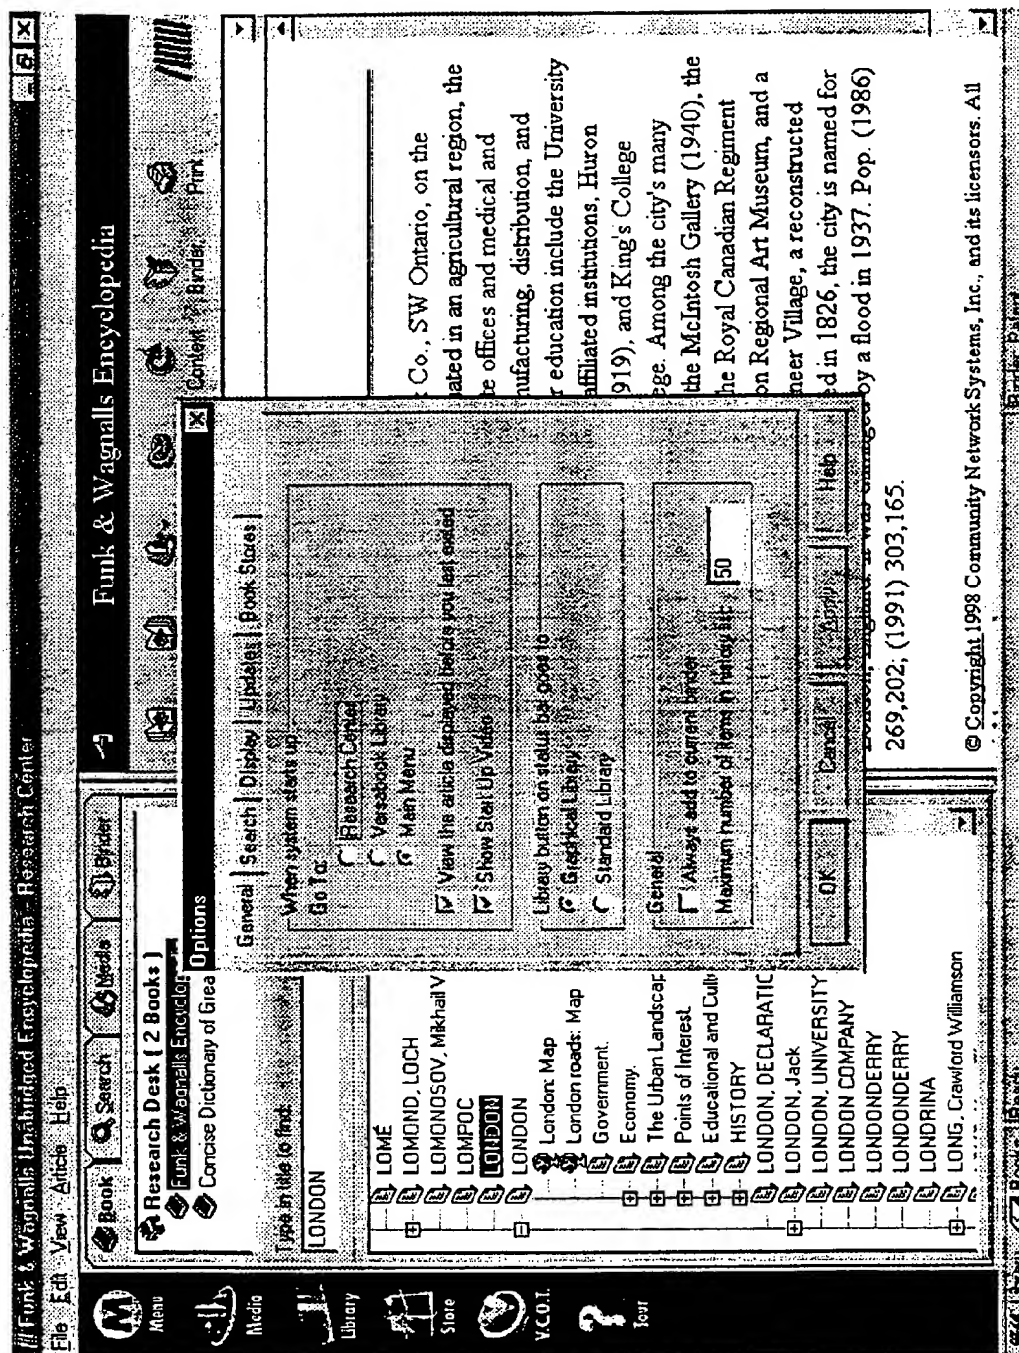 Funk & Wagnalls Unabridged Encyclopedia - Research Center
File Edit View Article Help
Menu
Media
Library
Store
V.C.O.T.
Tour
Book Search Media Binder
Research Desk ( 2 Books )
Funk & Wagnalls Encyclop
Concise Dictionary of Grea
Type in title to find:
LONDON
LOMÉ
LOMOND, LOCH
LOMONOSOV, Mikhail V
LOMPOC
LONDON
LONDON
London: Map
London roads: Map
Government.
Economy.
The Urban Landscap
Points of Interest.
Educational and Cultu
HISTORY
LONDON, DECLARATIC
LONDON, Jack
LONDON, UNIVERSITY
LONDON COMPANY
LONDONDERRY
LONDONDERRY
LONDRINA
LONG, Crawford Williamson
Funk & Wagnalls Encyclopedia
Content Binder Print
Options
General Search Display Updates Book Stores
When system starts up...
Go To:
Research Center
Versabook Library
Main Menu
View the article displayed before you last exited
Show Start Up Video
Library button on status bar goes to
Graphical Library
Standard Library
General
Always add to current binder
Maximum number of items in history list: 50
OK Cancel Apply Help
Co., SW Ontario, on the
ated in an agricultural region, the
e offices and medical and
nufacturing, distribution, and
r education include the University
affiliated institutions, Huron
919), and King's College
ege. Among the city's many
the McIntosh Gallery (1940), the
he Royal Canadian Regiment
on Regional Art Museum, and a
neer Village, a reconstructed
ed in 1826, the city is named for
by a flood in 1937. Pop. (1986)
269,202; (1991) 303,165.
© Copyright 1998 Community Network Systems, Inc., and its licensors. All